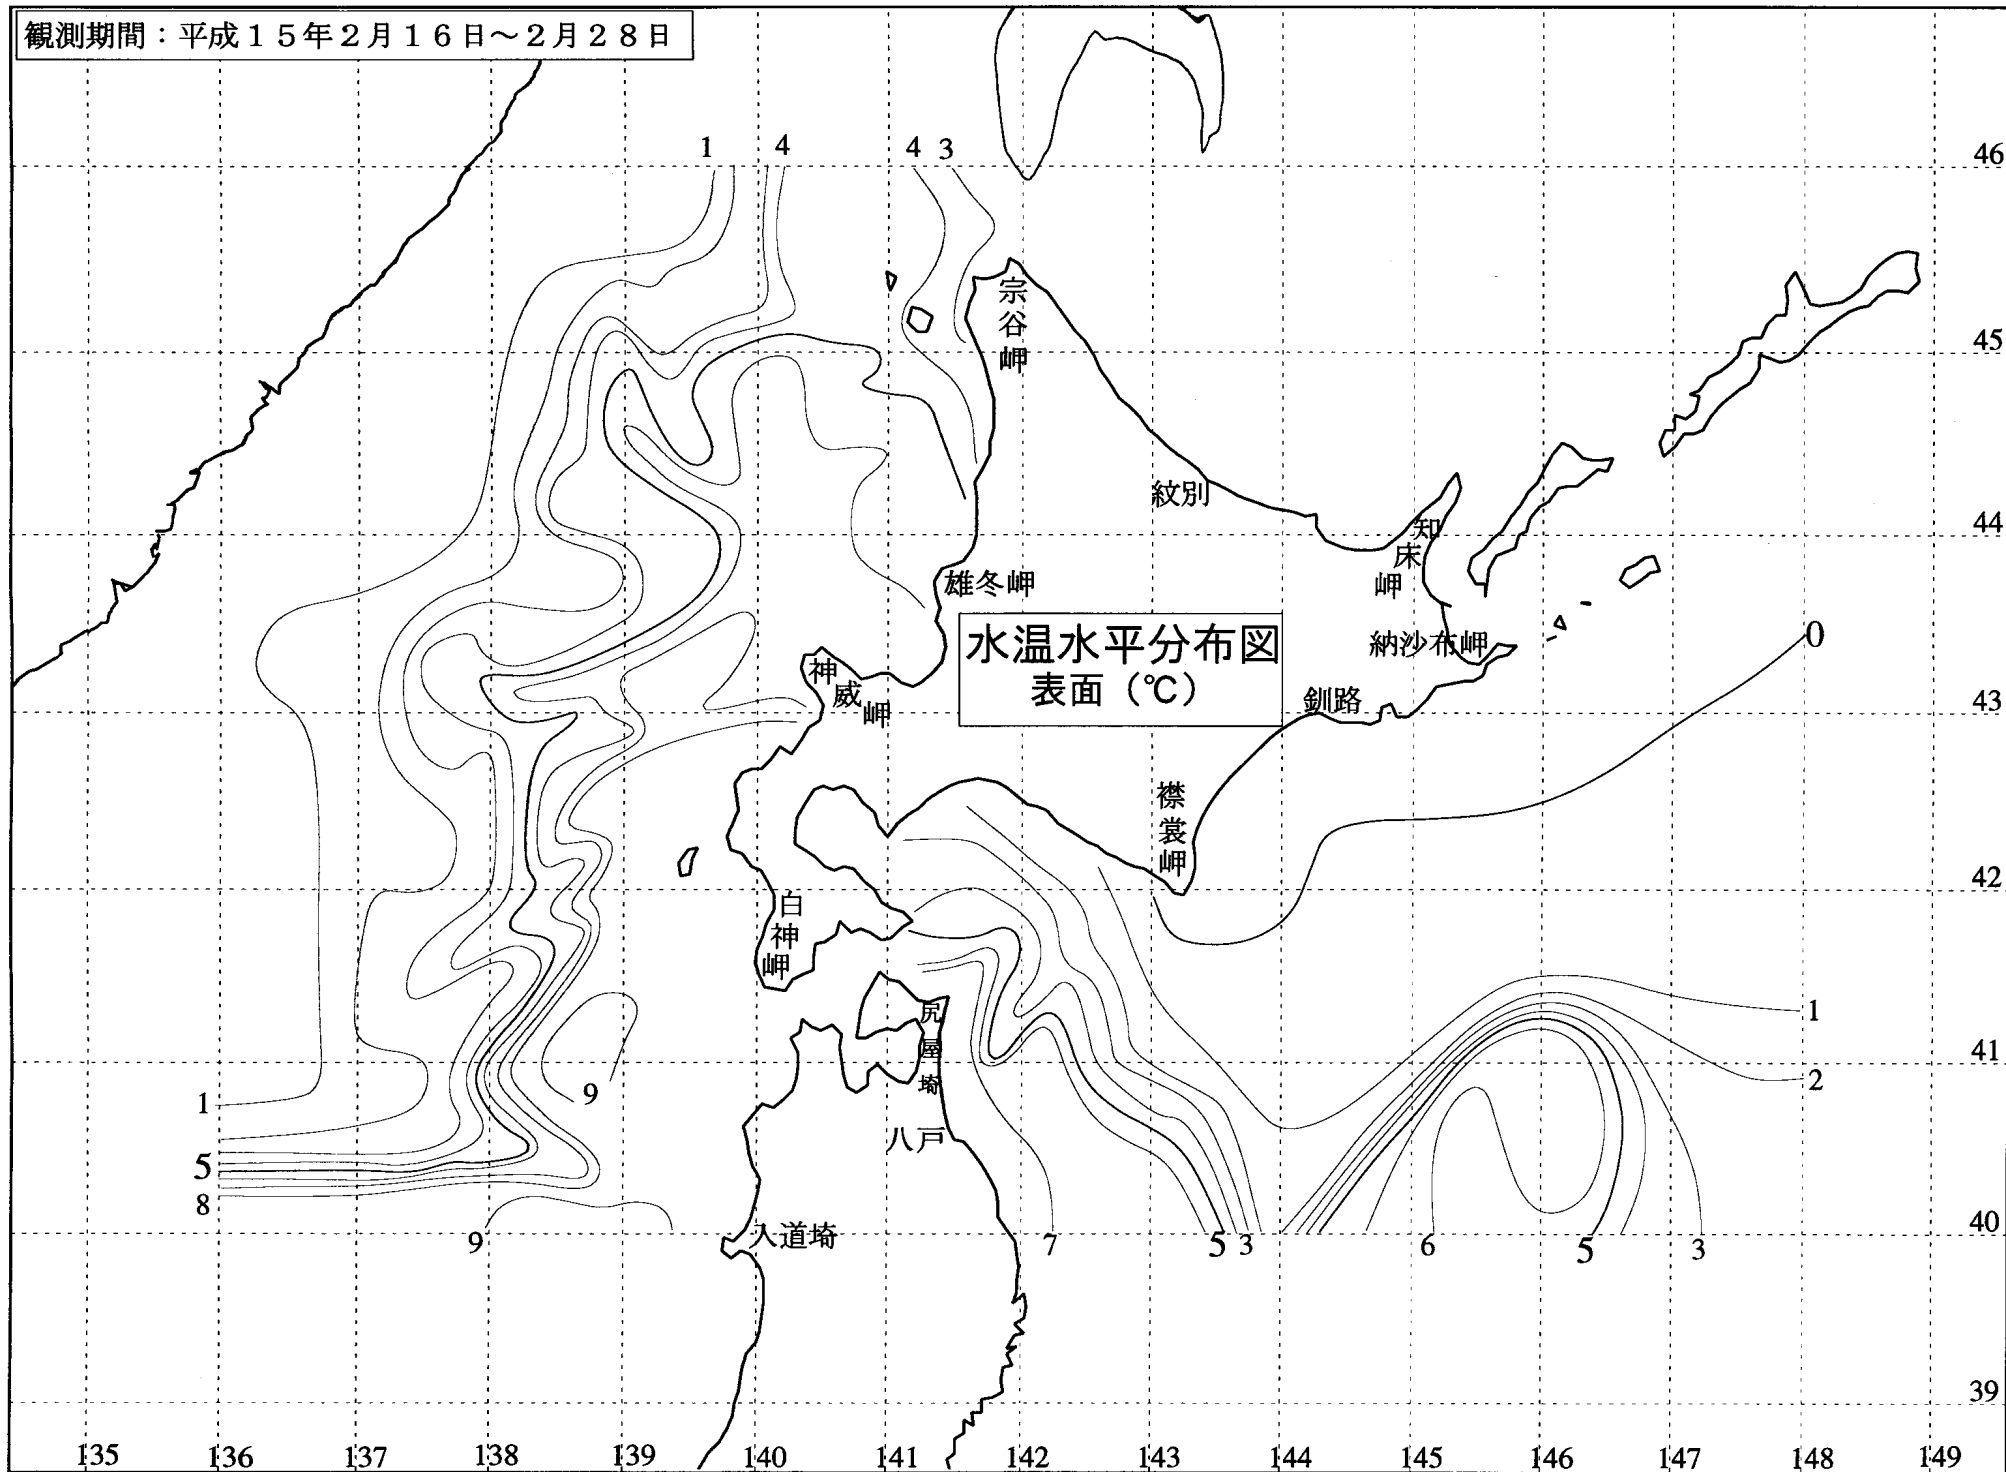 観測期間：平成１５年２月１６日～２月２８日
1
4
4
3
46
宗谷岬
45
紋別
44
知床岬
雄冬岬
水温水平分布図
表面（℃）
納沙布岬
0
神威岬
釧路
43
襟裳岬
42
白神岬
尻屋埼
1
41
2
9
1
八戸
5
8
入道埼
9
7
5
3
6
5
3
40
39
135
136
137
138
139
140
141
142
143
144
145
146
147
148
149